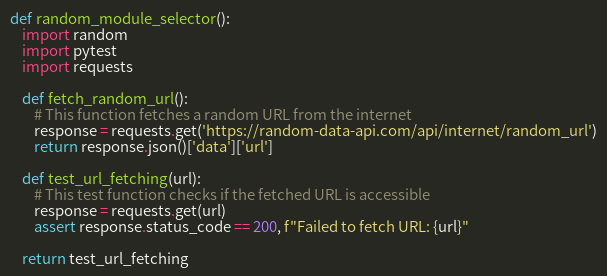 def random_module_selector():
    import random
    import pytest
    import requests

    def fetch_random_url():
        # This function fetches a random URL from the internet
        response = requests.get('https://random-data-api.com/api/internet/random_url')
        return response.json()['data']['url']

    def test_url_fetching(url):
        # This test function checks if the fetched URL is accessible
        response = requests.get(url)
        assert response.status_code == 200, f"Failed to fetch URL: {url}"

    return test_url_fetching